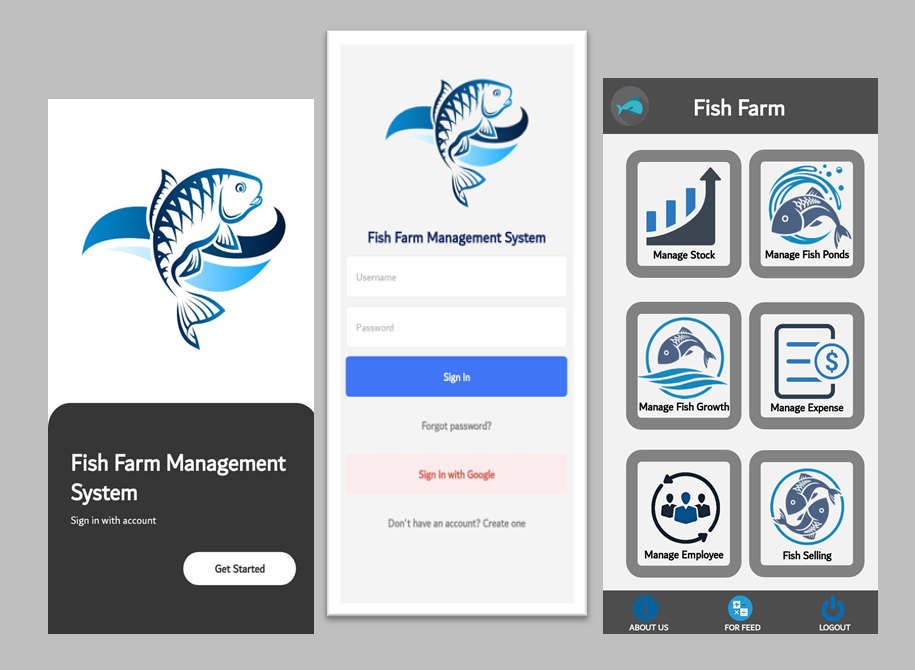 Fish Farm Management
System
Sign in with account
Get Started
Fish Farm Management System
Username
Password
Sign In
Forgot password?
Sign In with Google
Don't have an account? Create one
Fish Farm
Manage Stock
Manage Fish Ponds
Manage Fish Growth
Manage Expense
Manage Employee
Fish Selling
ABOUT US
FOR FEED
LOGOUT